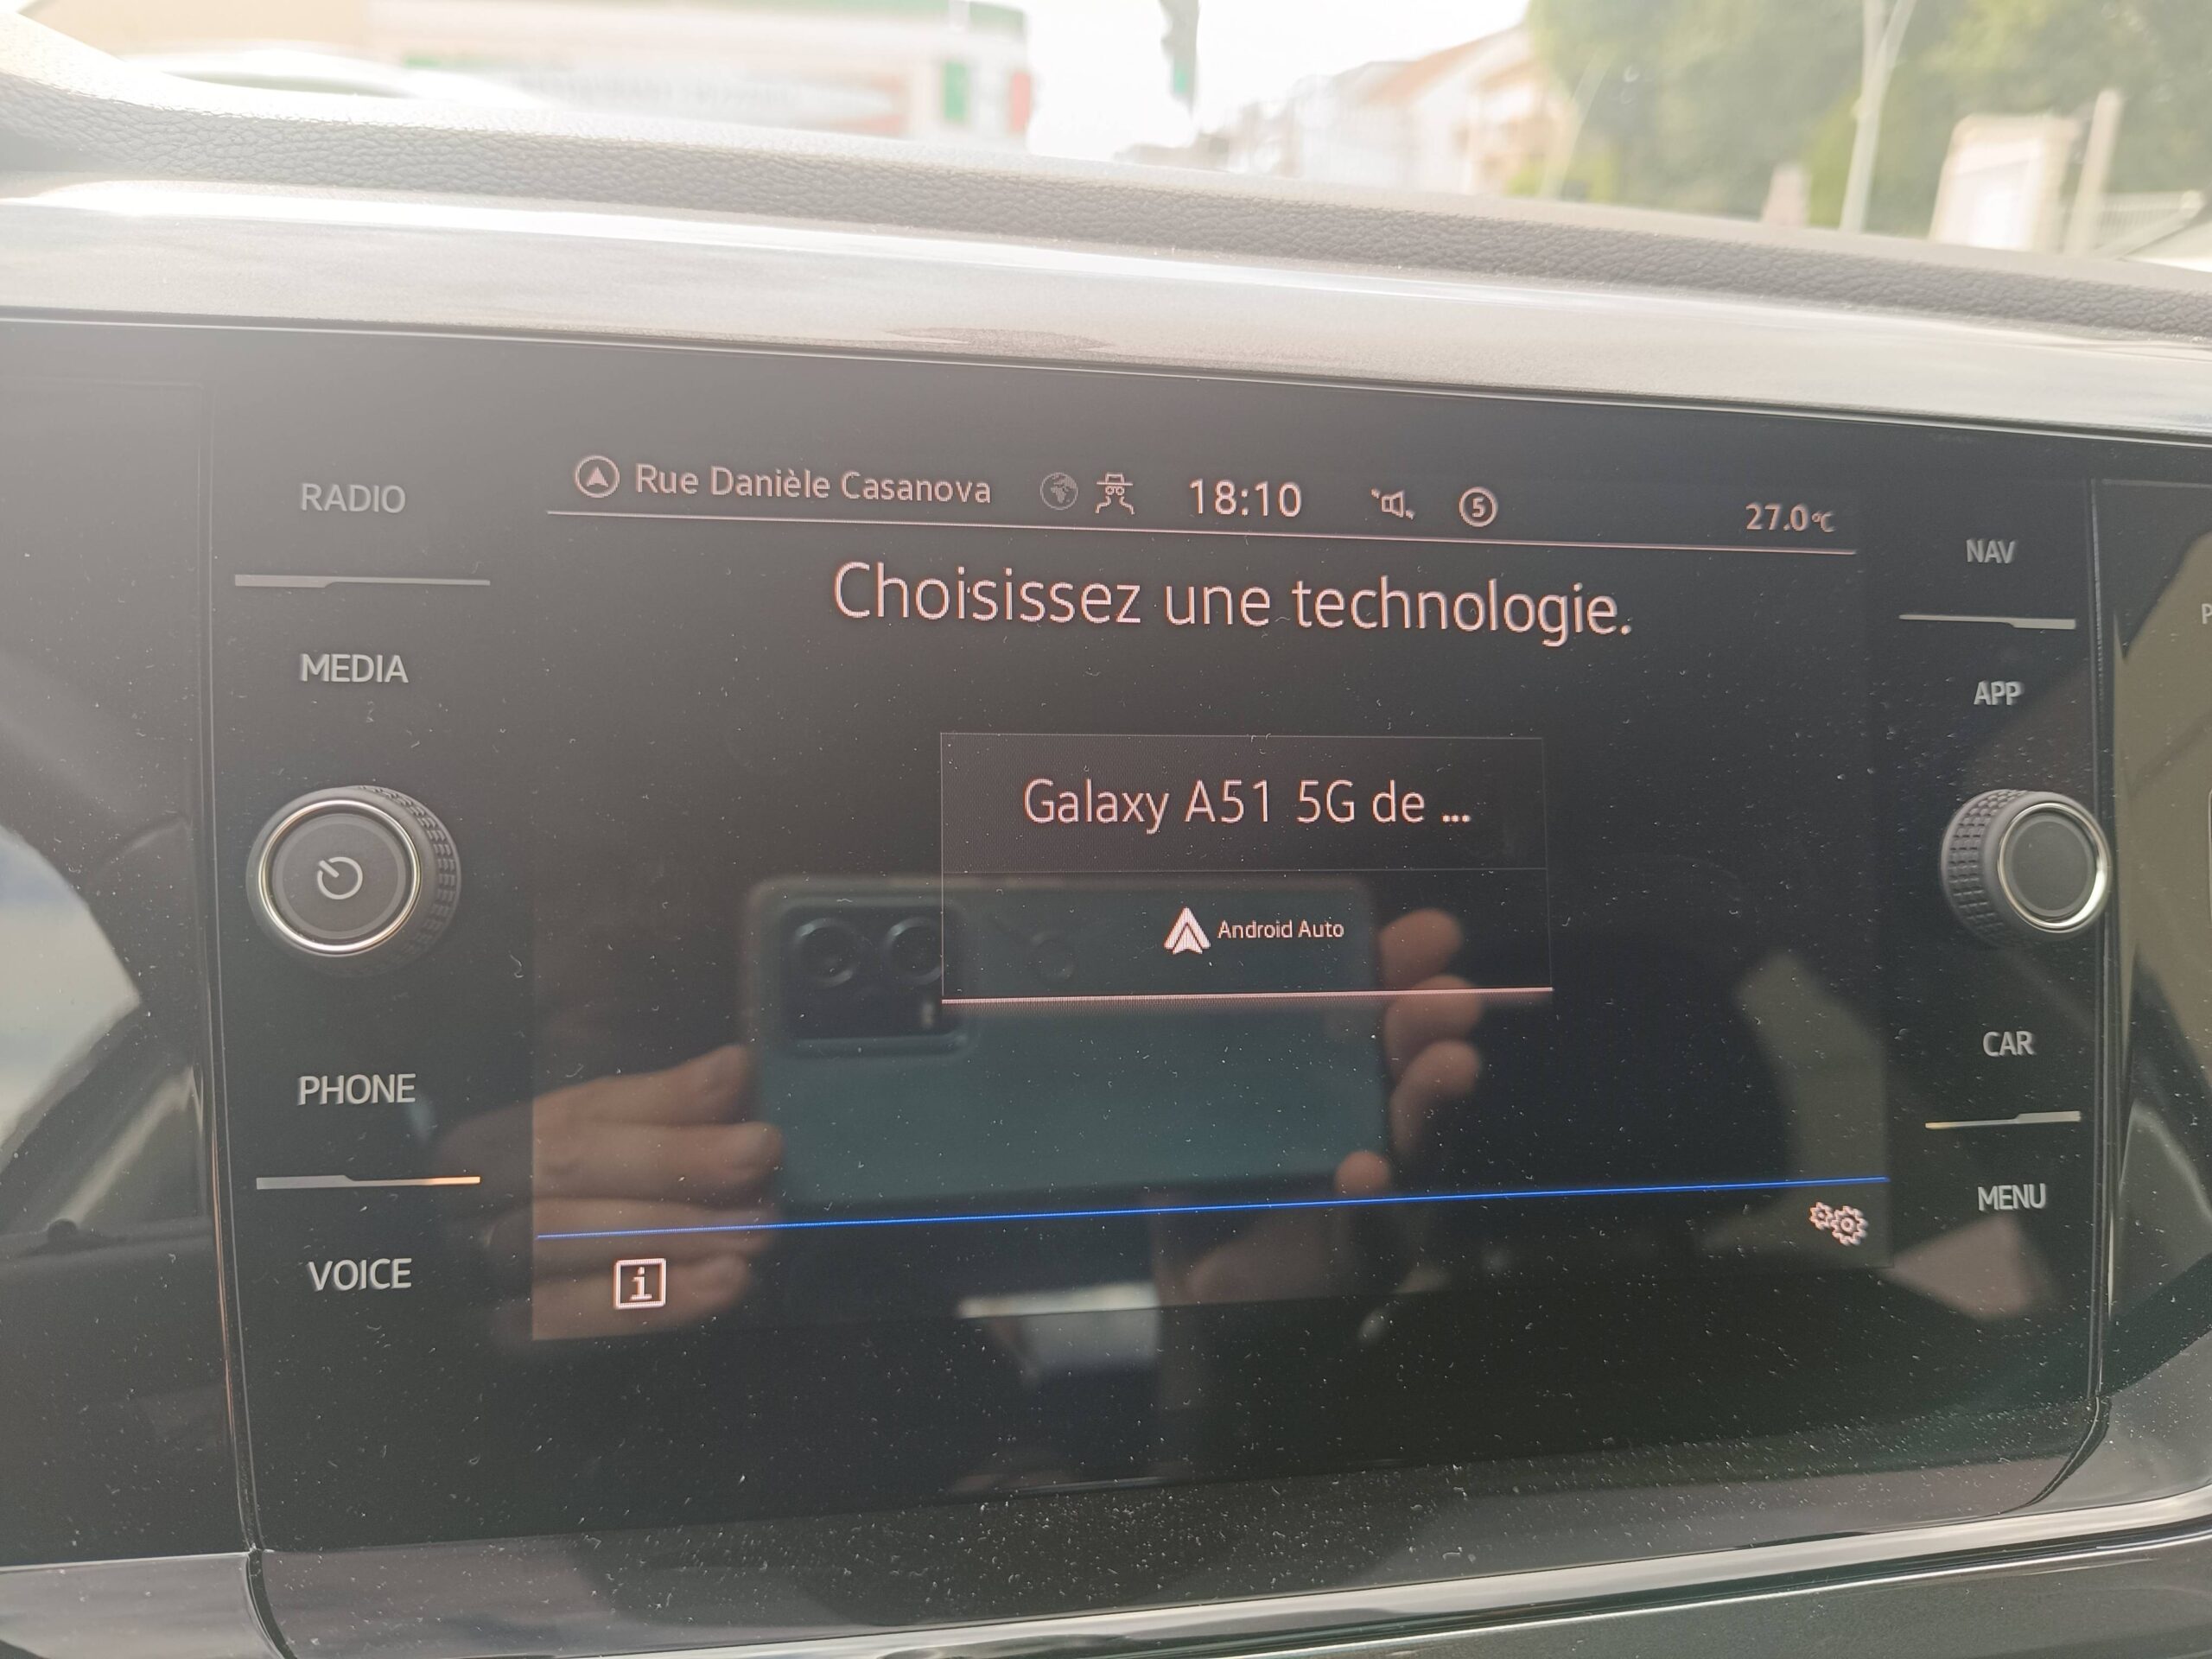 RADIO
MEDIA
PHONE
VOICE
Rue Danièle Casanova
18:10
5
27.0°C
Choisissez une technologie.
Galaxy A51 5G de ...
Android Auto
i
NAV
APP
CAR
MENU